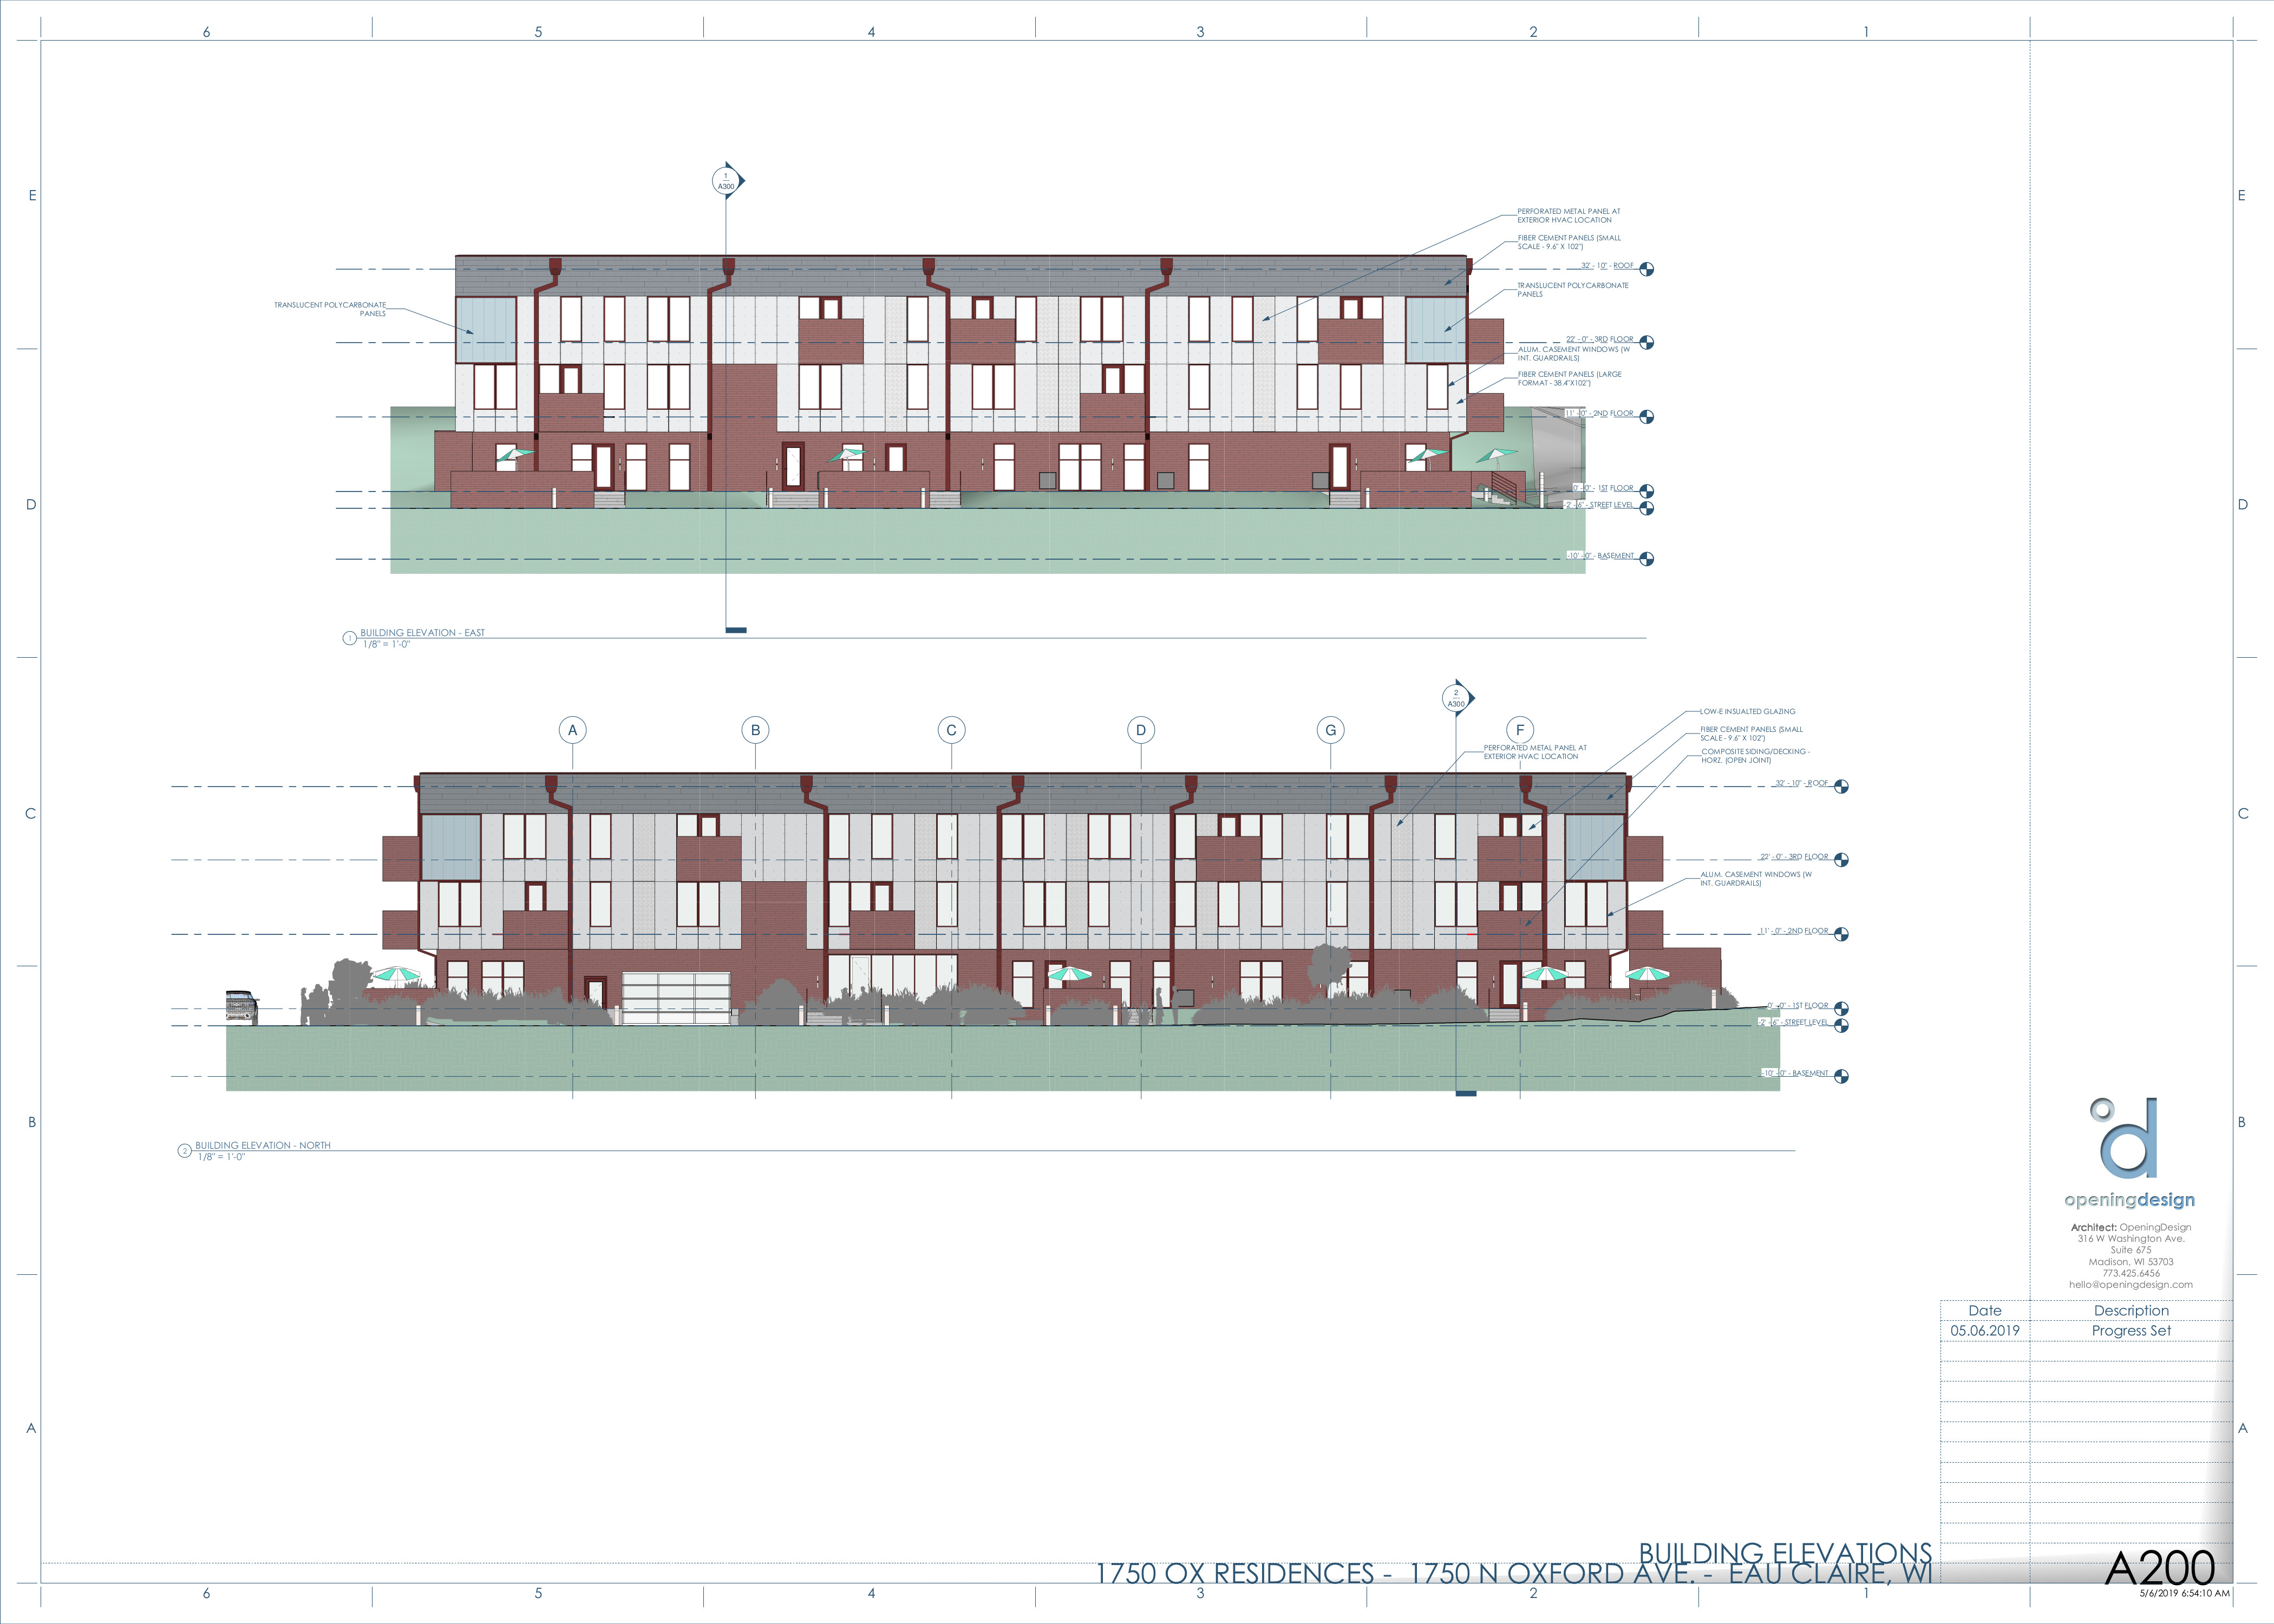 6 5 4 3 2 1
E
E
D
D
C
C
B
B
A
A
1
A300
PERFORATED METAL PANEL AT
EXTERIOR HVAC LOCATION
FIBER CEMENT PANELS (SMALL
SCALE - 9.6" X 102")
32' - 10" - ROOF
TRANSLUCENT POLYCARBONATE
PANELS
TRANSLUCENT POLYCARBONATE
PANELS
22' - 0" - 3RD FLOOR
ALUM. CASEMENT WINDOWS (W
INT. GUARDRAILS)
FIBER CEMENT PANELS (LARGE
FORMAT - 38.4"X102")
11' - 0" - 2ND FLOOR
0' - 0" - 1ST FLOOR
-2' - 6" - STREET LEVEL
-10' - 0" - BASEMENT
1
BUILDING ELEVATION - EAST
1/8" = 1'-0"
2
A300
A B C D G F
LOW-E INSUALTED GLAZING
FIBER CEMENT PANELS (SMALL
SCALE - 9.6" X 102")
PERFORATED METAL PANEL AT
EXTERIOR HVAC LOCATION
COMPOSITE SIDING/DECKING -
HORZ. (OPEN JOINT)
32' - 10" - ROOF
22' - 0" - 3RD FLOOR
ALUM. CASEMENT WINDOWS (W
INT. GUARDRAILS)
11' - 0" - 2ND FLOOR
0' - 0" - 1ST FLOOR
-2' - 6" - STREET LEVEL
-10' - 0" - BASEMENT
2
BUILDING ELEVATION - NORTH
1/8" = 1'-0"
openingdesign
Architect: OpeningDesign
316 W Washington Ave.
Suite 675
Madison, WI 53703
773.425.6456
hello@openingdesign.com
Date Description
05.06.2019 Progress Set
BUILDING ELEVATIONS
1750 OX RESIDENCES - 1750 N OXFORD AVE. - EAU CLAIRE, WI
A200
5/6/2019 6:54:10 AM
6 5 4 3 2 1